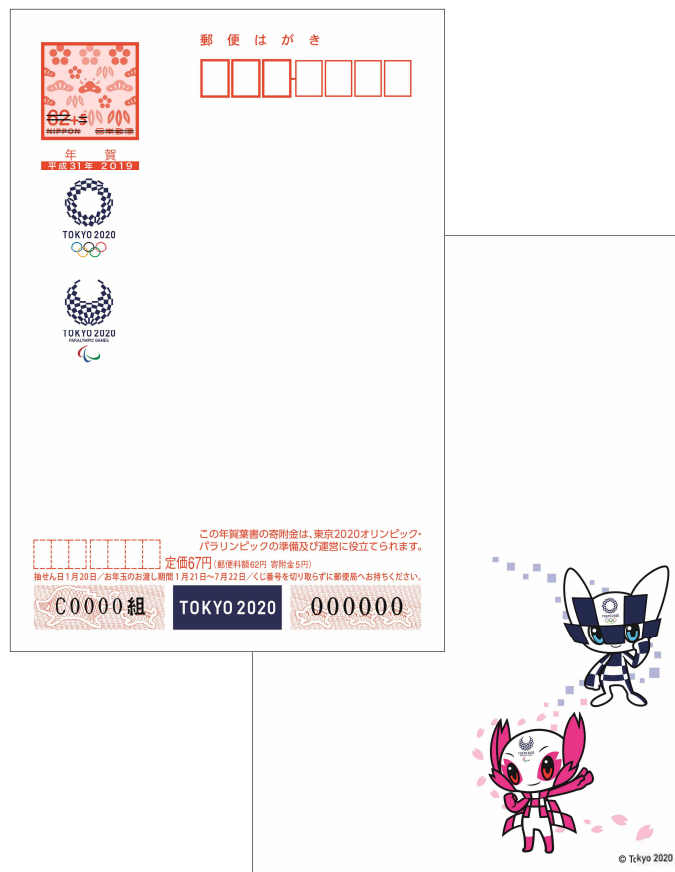 郵便はがき
62+5
NIPPON 日本郵便
年賀
平成31年 2019
TOKYO 2020
TOKYO 2020
PARALYMPIC GAMES
この年賀葉書の寄附金は、東京2020オリンピック・
パラリンピックの準備及び運営に役立てられます。
定価67円(郵便料額62円 寄附金5円)
抽せん日1月20日/お年玉のお渡し期間1月21日~7月22日/くじ番号を切り取らずに郵便局へお持ちください。
C0000組 TOKYO 2020 000000
© Tokyo 2020